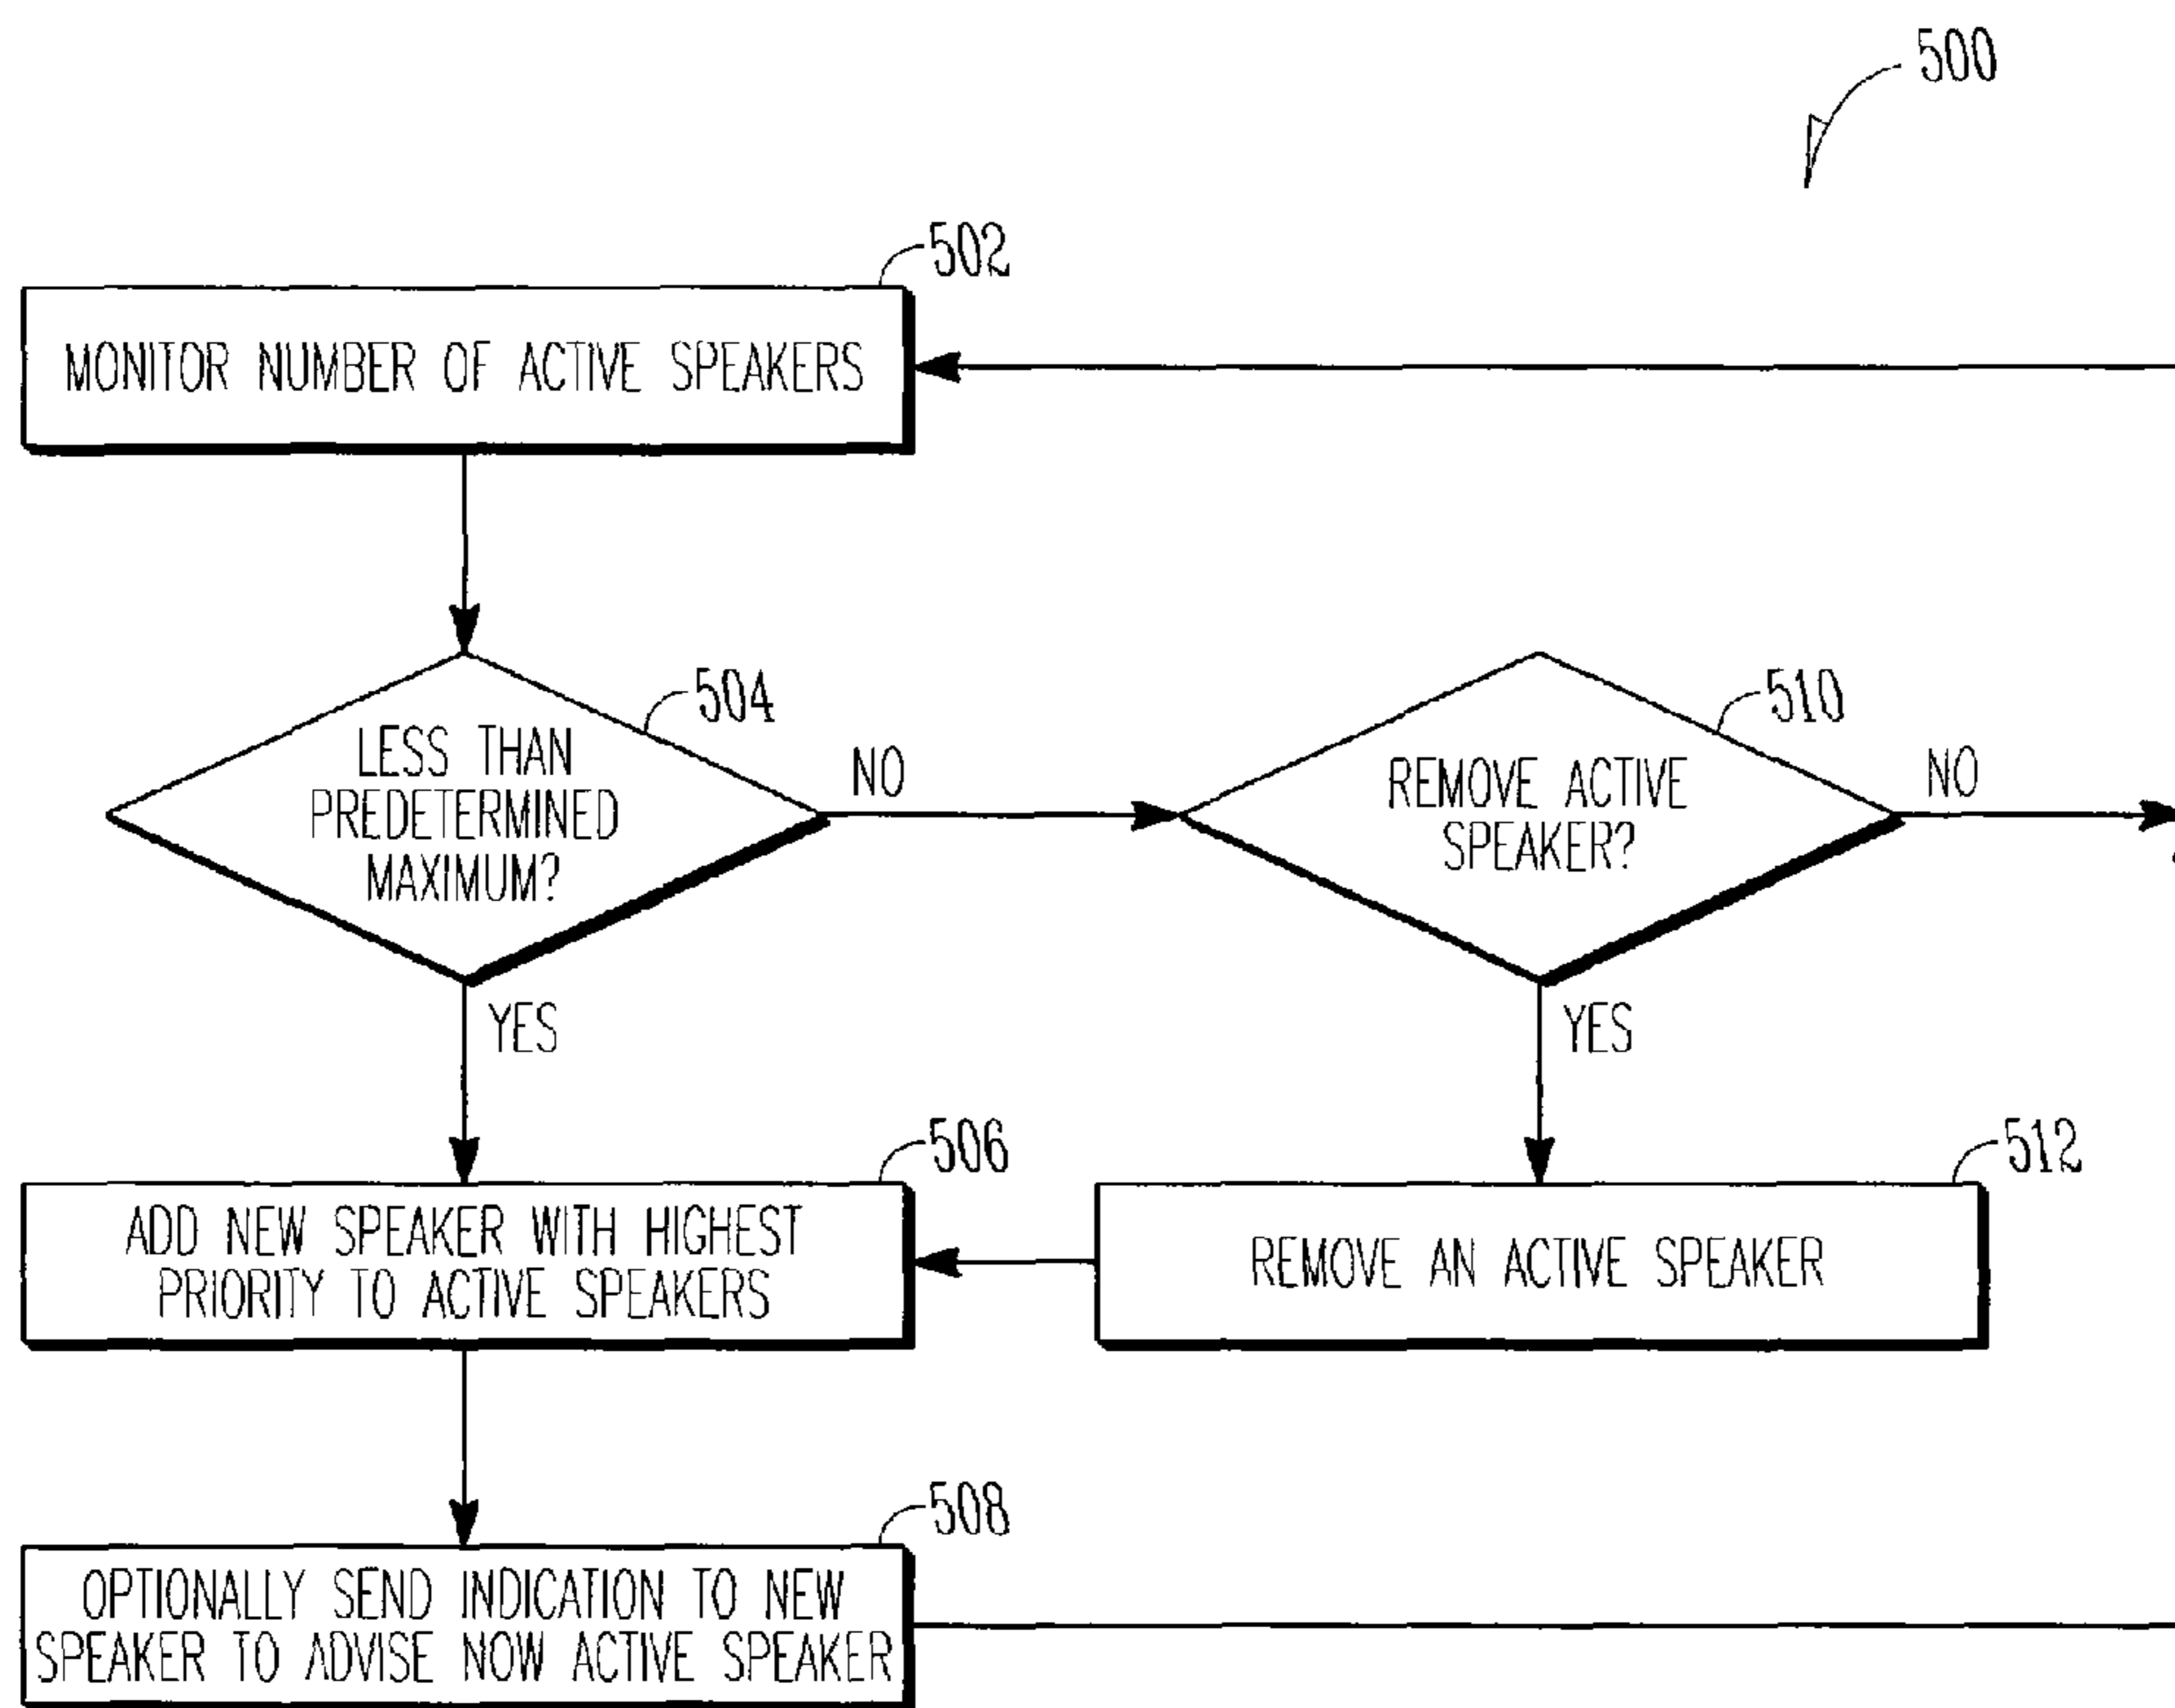 500
502
MONITOR NUMBER OF ACTIVE SPEAKERS
504
LESS THAN
PREDETERMINED
MAXIMUM?
NO
YES
510
REMOVE ACTIVE
SPEAKER?
NO
YES
506
ADD NEW SPEAKER WITH HIGHEST
PRIORITY TO ACTIVE SPEAKERS
512
REMOVE AN ACTIVE SPEAKER
508
OPTIONALLY SEND INDICATION TO NEW
SPEAKER TO ADVISE NOW ACTIVE SPEAKER